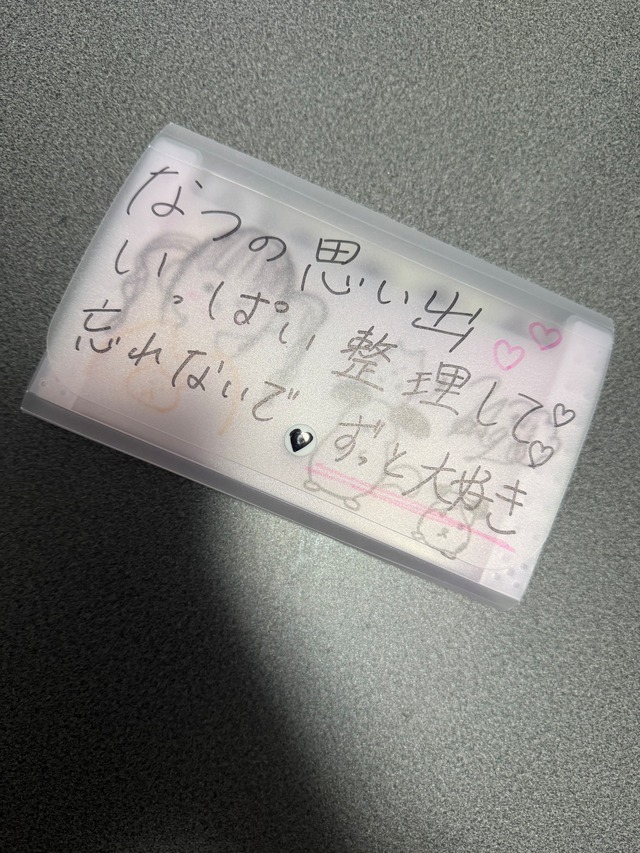 なつの思い出
いっぱい整理して
忘れないで ずっと大好き